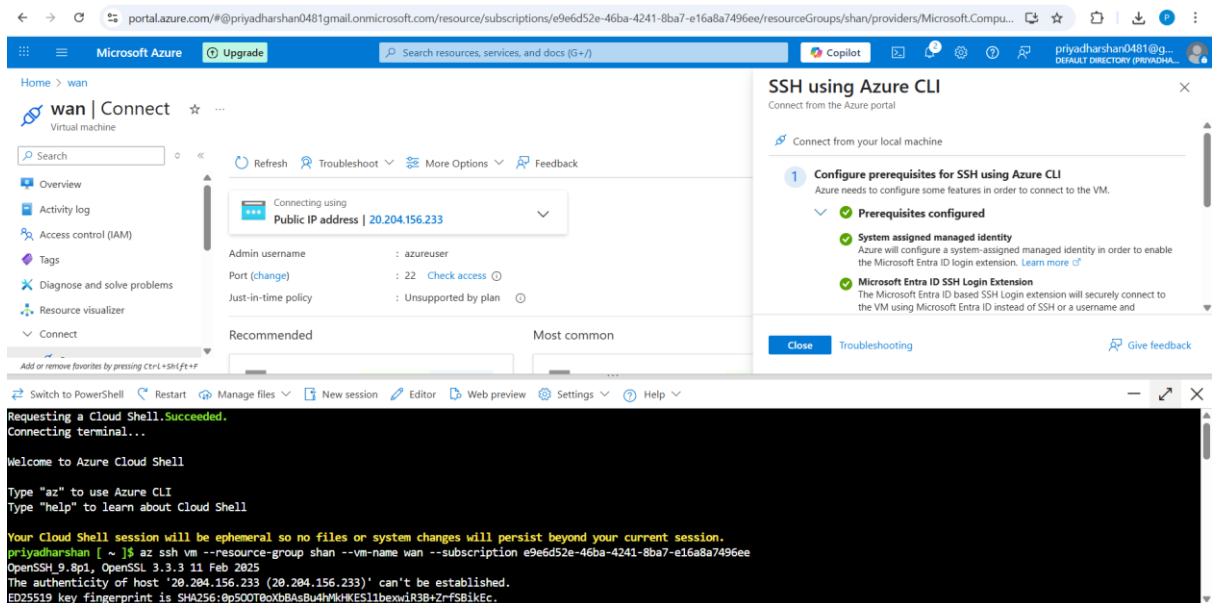 portal.azure.com/#@priyadharshan0481gmail.onmicrosoft.com/resource/subscriptions/e9e6d52e-46ba-4241-8ba7-e16a8a7496ee/resourceGroups/shan/providers/Microsoft.Compu...
Microsoft Azure
Upgrade
Search resources, services, and docs (G+/)
Copilot
2
priyadharshan0481@g...
DEFAULT DIRECTORY (PRIYADHA...
Home > wan
wan | Connect
Virtual machine
Search
Overview
Activity log
Access control (IAM)
Tags
Diagnose and solve problems
Resource visualizer
Connect
Add or remove favorites by pressing Ctrl+Shift+F
Refresh Troubleshoot More Options Feedback
Connecting using
Public IP address | 20.204.156.233
Admin username : azureuser
Port (change) : 22 Check access
Just-in-time policy : Unsupported by plan
Recommended Most common
SSH using Azure CLI
Connect from the Azure portal
Connect from your local machine
1 Configure prerequisites for SSH using Azure CLI
Azure needs to configure some features in order to connect to the VM.
Prerequisites configured
System assigned managed identity
Azure will configure a system-assigned managed identity in order to enable
the Microsoft Entra ID login extension. Learn more
Microsoft Entra ID SSH Login Extension
The Microsoft Entra ID based SSH Login extension will securely connect to
the VM using Microsoft Entra ID instead of SSH or a username and
Close Troubleshooting Give feedback
Switch to PowerShell Restart Manage files New session Editor Web preview Settings Help
Requesting a Cloud Shell.Succeeded.
Connecting terminal...
Welcome to Azure Cloud Shell
Type "az" to use Azure CLI
Type "help" to learn about Cloud Shell
Your Cloud Shell session will be ephemeral so no files or system changes will persist beyond your current session.
priyadharshan [ ~ ]$ az ssh vm --resource-group shan --vm-name wan --subscription e9e6d52e-46ba-4241-8ba7-e16a8a7496ee
OpenSSH_9.8p1, OpenSSL 3.3.3 11 Feb 2025
The authenticity of host '20.204.156.233 (20.204.156.233)' can't be established.
ED25519 key fingerprint is SHA256:0p5OOT0oXbBAsBu4hMkHKESl1bexwiR3B+ZrfSBikEc.